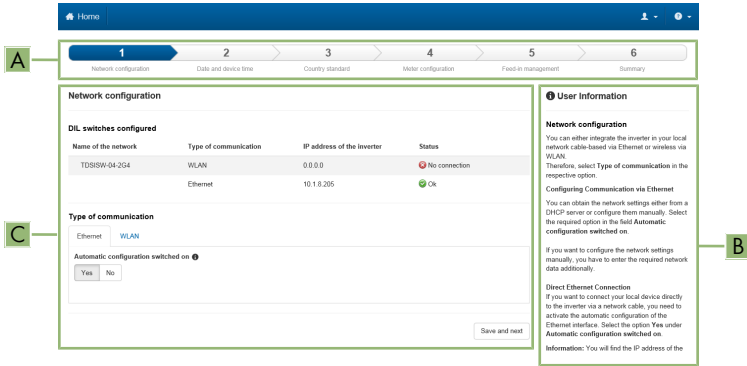 Home
1 2 3 4 5 6
Network configuration Date and device time Country standard Meter configuration Feed-in management Summary
A
Network configuration
DIL switches configured
Name of the network Type of communication IP address of the inverter Status
TDSISW-04-2G4 WLAN 0.0.0.0 No connection
Ethernet 10.1.8.205 Ok
Type of communication
Ethernet WLAN
Automatic configuration switched on
Yes No
Save and next
C
User Information
Network configuration
You can either integrate the inverter in your local
network cable-based via Ethernet or wireless via
WLAN.
Therefore, select Type of communication in the
respective option.
Configuring Communication via Ethernet
You can obtain the network settings either from a
DHCP server or configure them manually. Select
the required option in the field Automatic
configuration switched on.
If you want to configure the network settings
manually, you have to enter the required network
data additionally.
Direct Ethernet Connection
If you want to connect your local device directly
to the inverter via a network cable, you need to
activate the automatic configuration of the
Ethernet interface. Select the option Yes under
Automatic configuration switched on.
Information: You will find the IP address of the
B